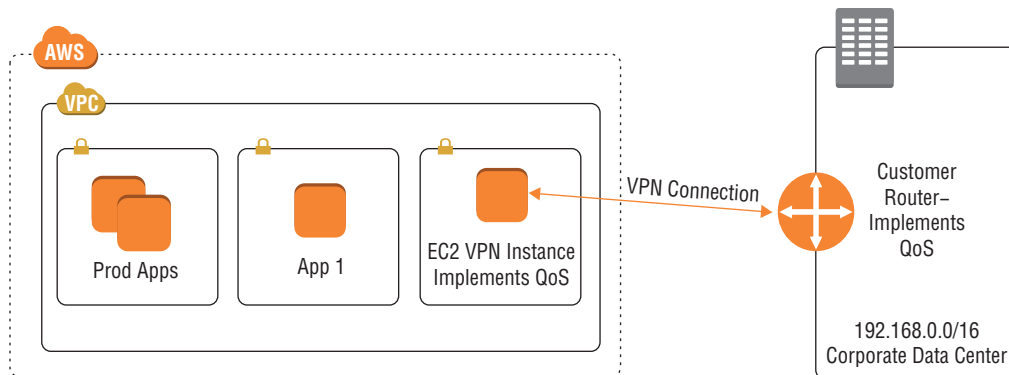 AWS
VPC
Prod Apps
App 1
EC2 VPN Instance
Implements QoS
VPN Connection
Customer
Router–
Implements
QoS
192.168.0.0/16
Corporate Data Center